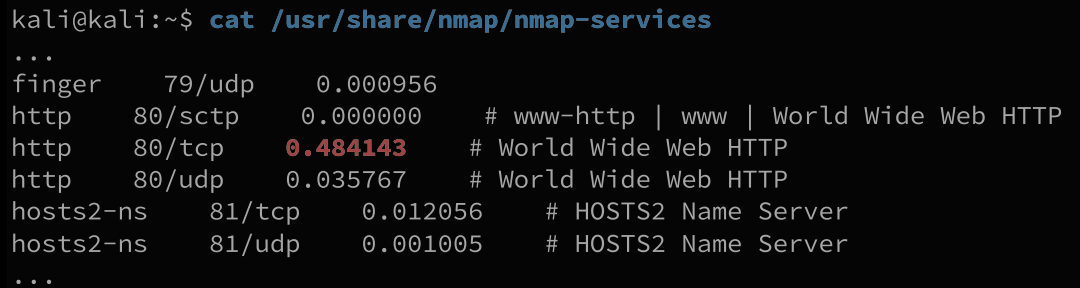 kali@kali:~$ cat /usr/share/nmap/nmap-services
...
finger    79/udp    0.000956
http    80/sctp    0.000000    # www-http | www | World Wide Web HTTP
http    80/tcp    0.484143    # World Wide Web HTTP
http    80/udp    0.035767    # World Wide Web HTTP
hosts2-ns    81/tcp    0.012056    # HOSTS2 Name Server
hosts2-ns    81/udp    0.001005    # HOSTS2 Name Server
...